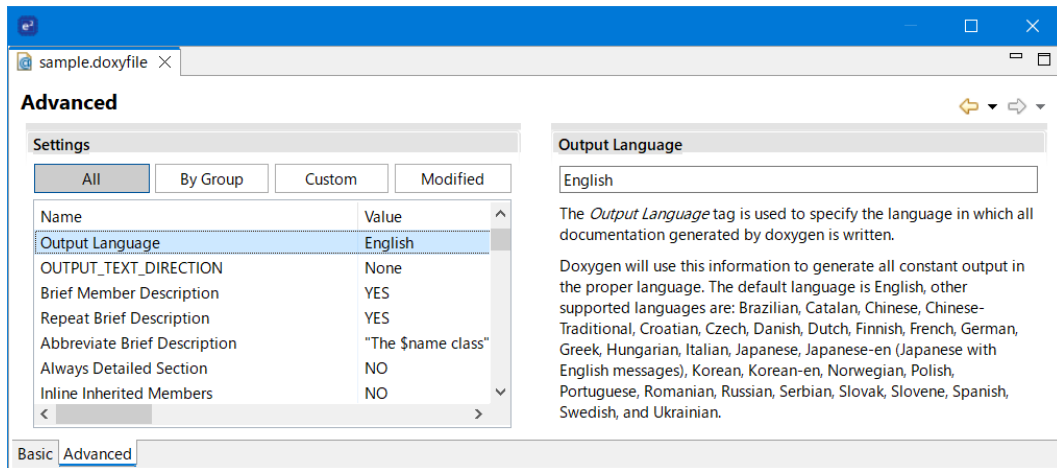 e²
sample.doxyfile
Advanced
Settings
All By Group Custom Modified
Name Value
Output Language English
OUTPUT_TEXT_DIRECTION None
Brief Member Description YES
Repeat Brief Description YES
Abbreviate Brief Description "The $name class"
Always Detailed Section NO
Inline Inherited Members NO
Output Language
English
The Output Language tag is used to specify the language in which all
documentation generated by doxygen is written.
Doxygen will use this information to generate all constant output in
the proper language. The default language is English, other
supported languages are: Brazilian, Catalan, Chinese, Chinese-
Traditional, Croatian, Czech, Danish, Dutch, Finnish, French, German,
Greek, Hungarian, Italian, Japanese, Japanese-en (Japanese with
English messages), Korean, Korean-en, Norwegian, Polish,
Portuguese, Romanian, Russian, Serbian, Slovak, Slovene, Spanish,
Swedish, and Ukrainian.
Basic Advanced